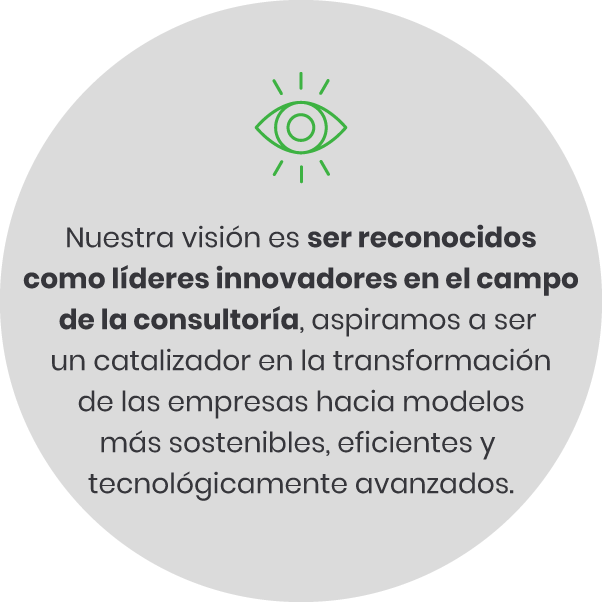 Nuestra visión es ser reconocidos
como líderes innovadores en el campo
de la consultoría, aspiramos a ser
un catalizador en la transformación
de las empresas hacia modelos
más sostenibles, eficientes y
tecnológicamente avanzados.